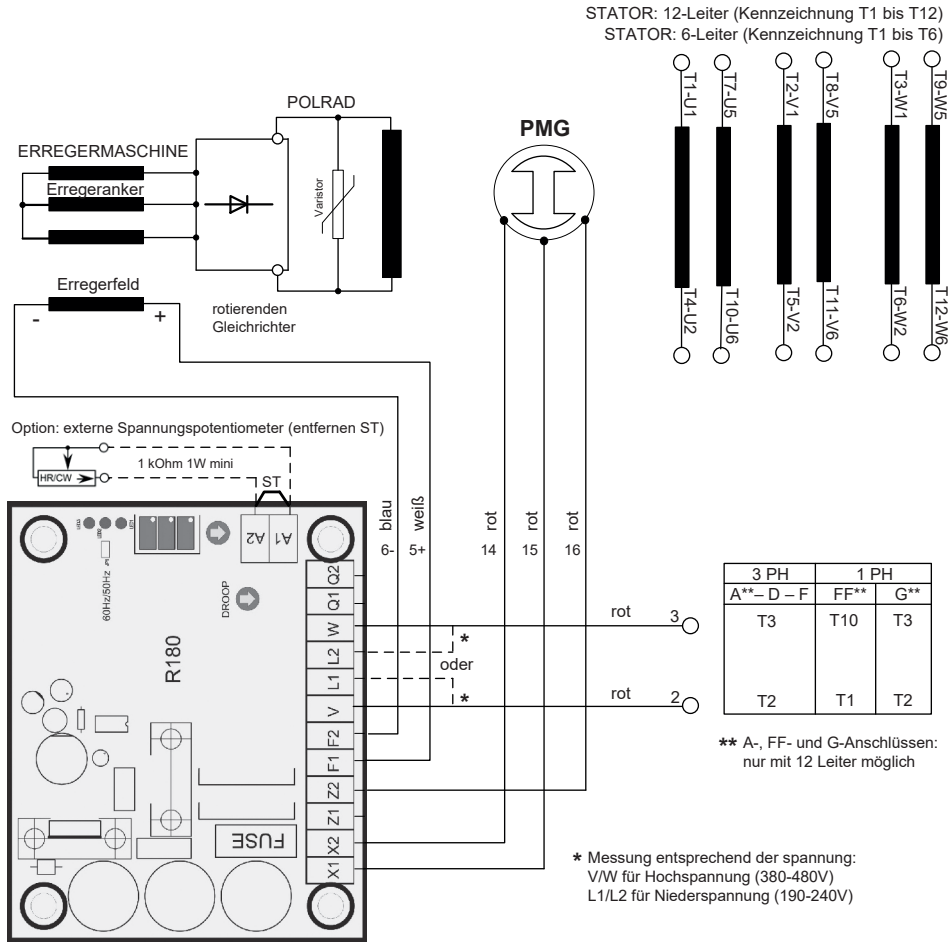 STATOR: 12-Leiter (Kennzeichnung T1 bis T12)
STATOR: 6-Leiter (Kennzeichnung T1 bis T6)
T1-U1
T7-U5
T2-V1
T8-V5
T3-W1
T9-W5
T4-U2
T10-U6
T5-V2
T11-V6
T6-W2
T12-W6
POLRAD
PMG
ERREGERMASCHINE
Erregeranker
Varistor
Erregerfeld
- +
rotierenden
Gleichrichter
Option: externe Spannungspotentiometer (entfernen ST)
HR/CW
1 kOhm 1W mini
ST
blau
weiß
rot
rot
rot
6-
5+
14
15
16
A2
A1
60Hz/50Hz
DROOP
R180
FUSE
Q2
Q1
W
L2
L1
V
F2
F1
Z2
Z1
X2
X1
rot 3
*
oder
*
rot 2
3 PH 1 PH
A**– D – F FF** G**
T3 T10 T3
T2 T1 T2
** A-, FF- und G-Anschlüssen:
nur mit 12 Leiter möglich
* Messung entsprechend der spannung:
V/W für Hochspannung (380-480V)
L1/L2 für Niederspannung (190-240V)